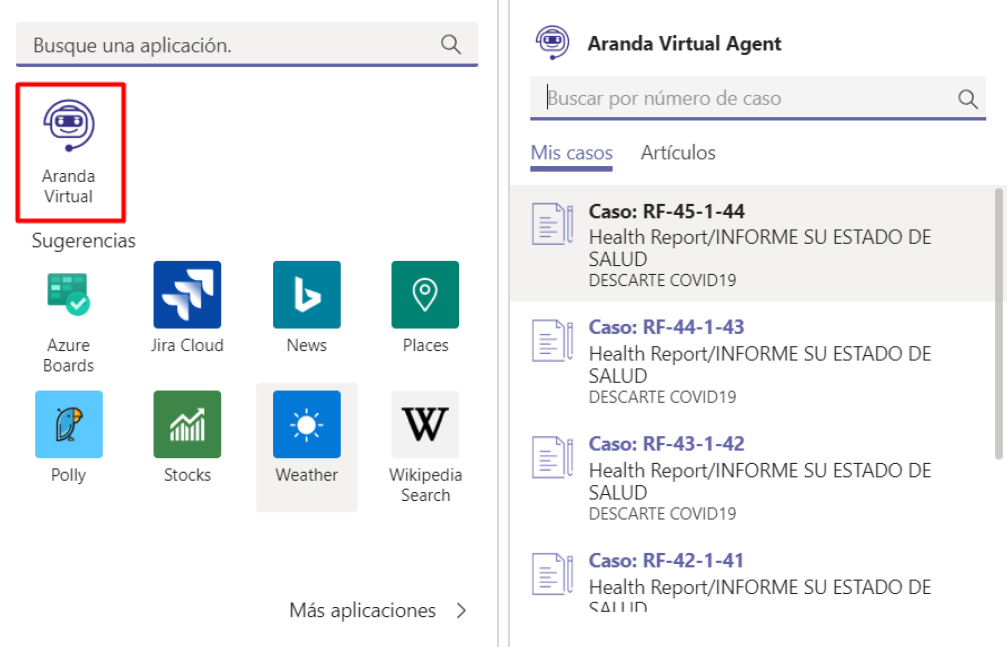 Busque una aplicación.
Aranda
Virtual
Sugerencias
Azure
Boards
Jira Cloud
News
Places
Polly
Stocks
Weather
W
Wikipedia
Search
Más aplicaciones
Aranda Virtual Agent
Buscar por número de caso
Mis casos Artículos
Caso: RF-45-1-44
Health Report/INFORME SU ESTADO DE
SALUD
DESCARTE COVID19
Caso: RF-44-1-43
Health Report/INFORME SU ESTADO DE
SALUD
DESCARTE COVID19
Caso: RF-43-1-42
Health Report/INFORME SU ESTADO DE
SALUD
DESCARTE COVID19
Caso: RF-42-1-41
Health Report/INFORME SU ESTADO DE
SALUD